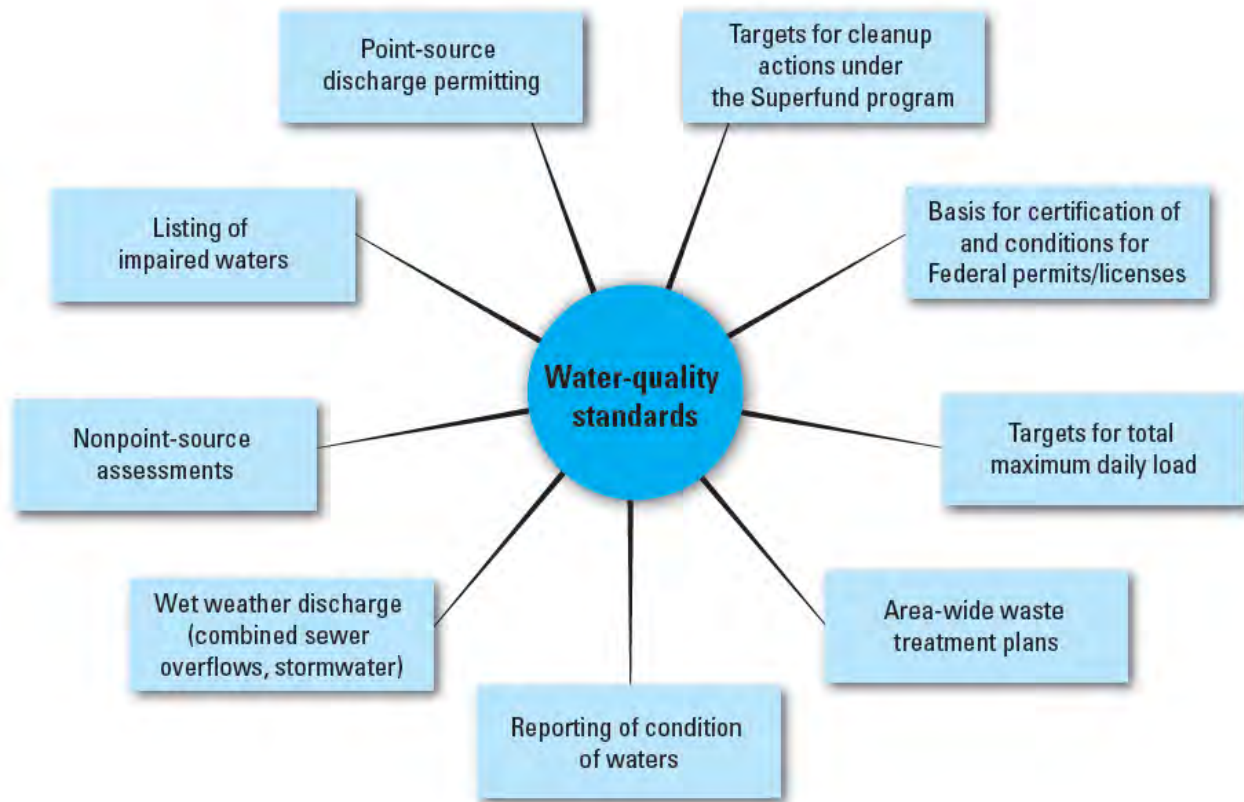 Point-source
discharge permitting
Targets for cleanup
actions under
the Superfund program
Listing of
impaired waters
Basis for certification of
and conditions for
Federal permits/licenses
Water-quality
standards
Nonpoint-source
assessments
Targets for total
maximum daily load
Wet weather discharge
(combined sewer
overflows, stormwater)
Area-wide waste
treatment plans
Reporting of condition
of waters